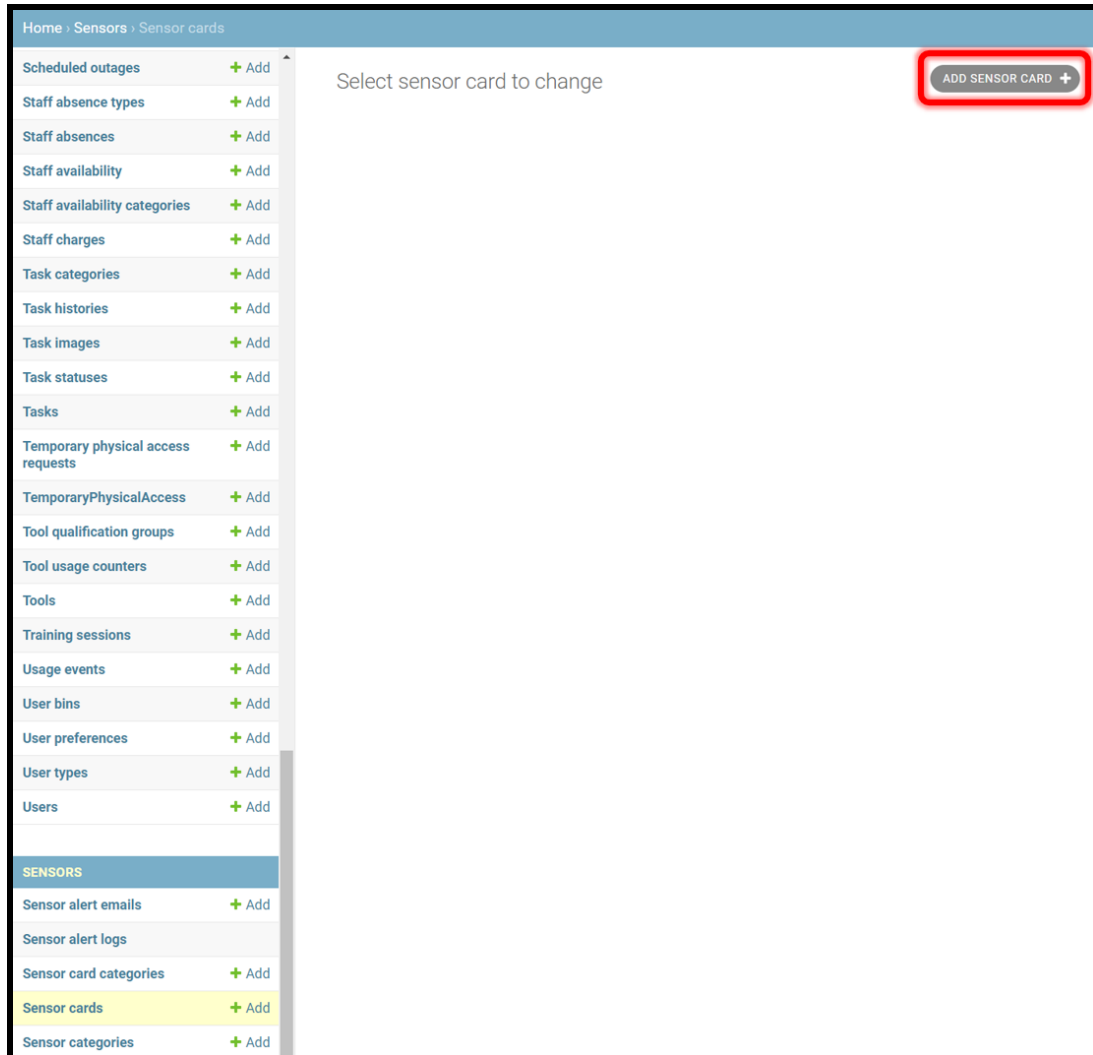 Home › Sensors › Sensor cards
Select sensor card to change
ADD SENSOR CARD +
Scheduled outages + Add
Staff absence types + Add
Staff absences + Add
Staff availability + Add
Staff availability categories + Add
Staff charges + Add
Task categories + Add
Task histories + Add
Task images + Add
Task statuses + Add
Tasks + Add
Temporary physical access + Add
requests
TemporaryPhysicalAccess + Add
Tool qualification groups + Add
Tool usage counters + Add
Tools + Add
Training sessions + Add
Usage events + Add
User bins + Add
User preferences + Add
User types + Add
Users + Add
SENSORS
Sensor alert emails + Add
Sensor alert logs
Sensor card categories + Add
Sensor cards + Add
Sensor categories + Add